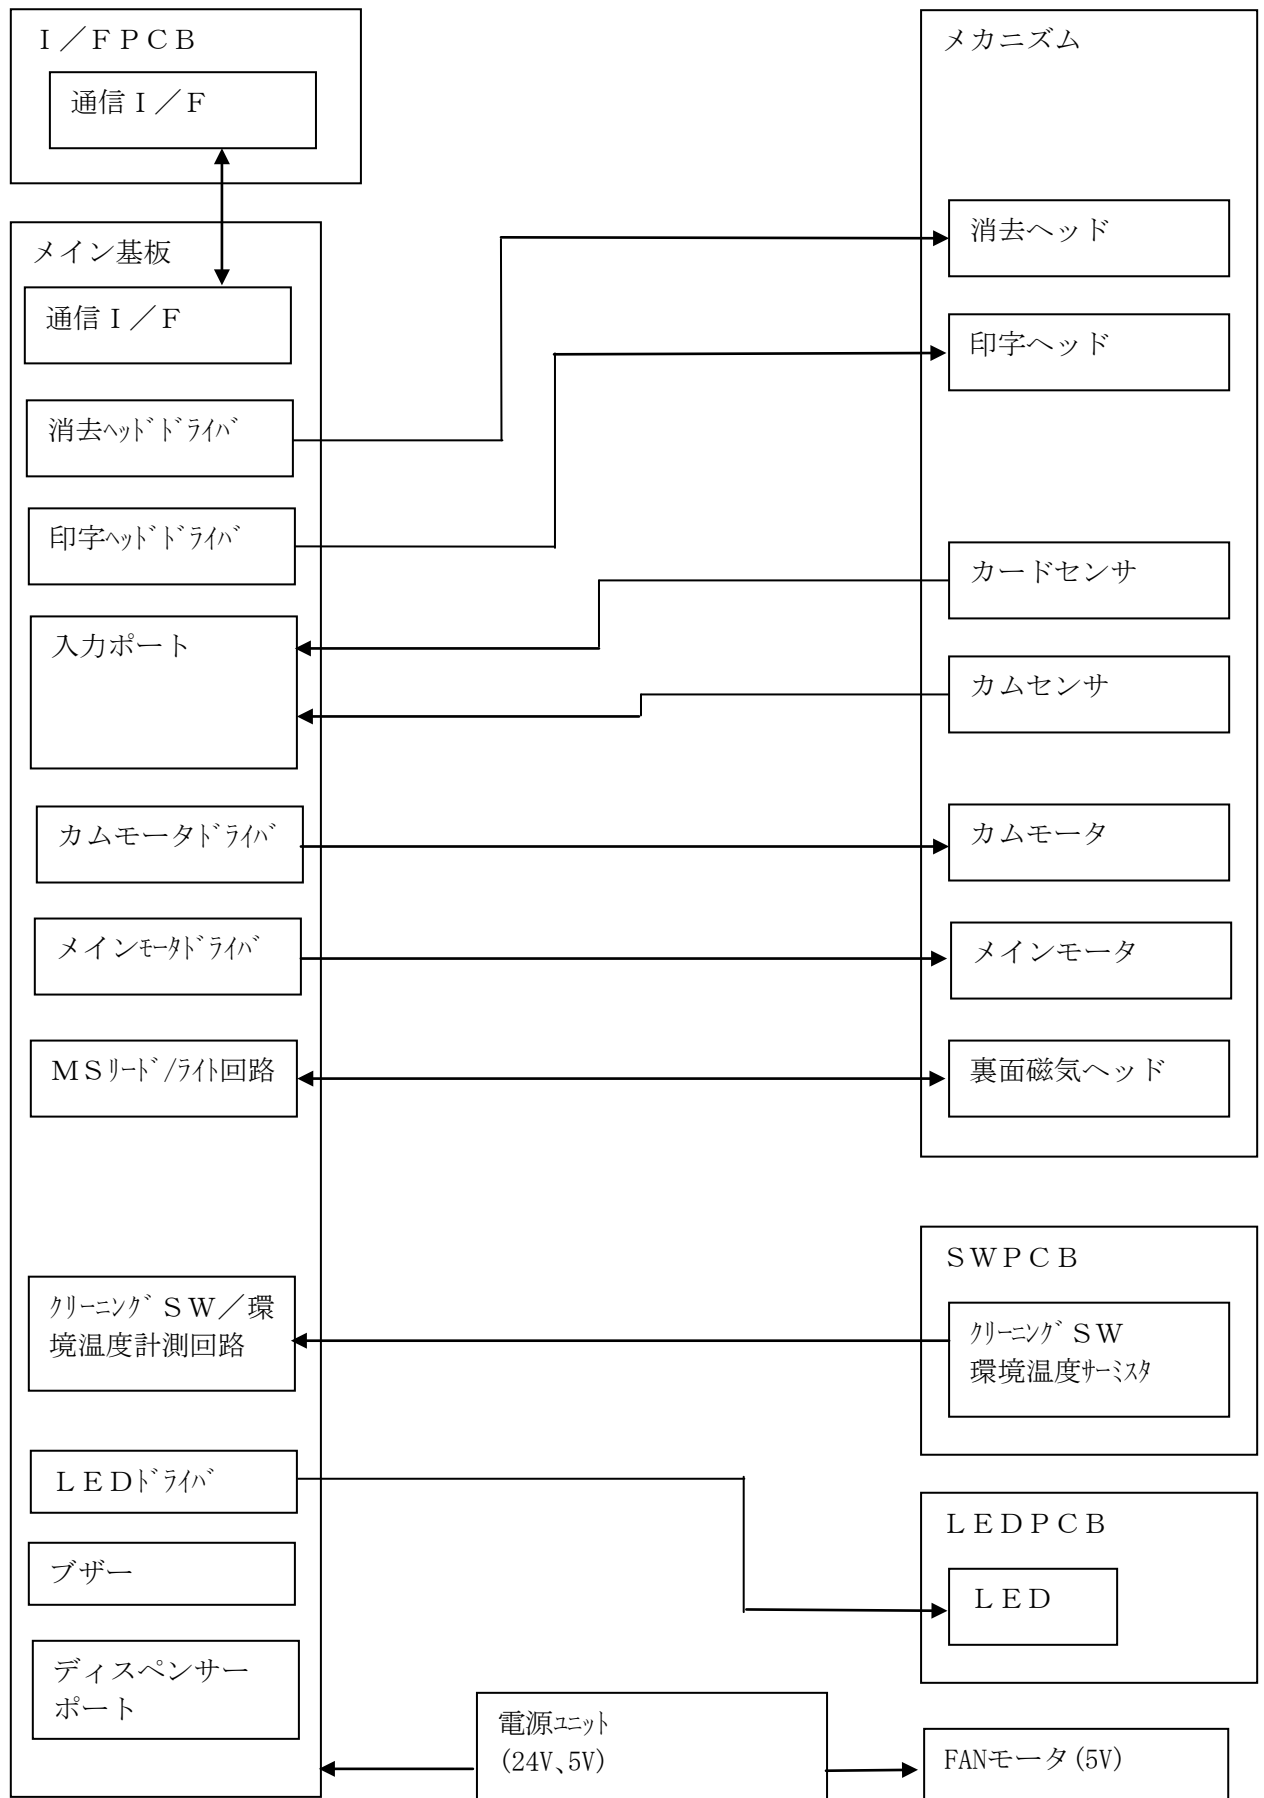 Ｉ／ＦＰＣＢ
通信Ｉ／Ｆ
メイン基板
通信Ｉ／Ｆ
消去ﾍｯﾄﾞﾄﾞﾗｲﾊﾞ
印字ﾍｯﾄﾞﾄﾞﾗｲﾊﾞ
入力ポート
カムモータﾄﾞﾗｲﾊﾞ
メインﾓｰﾀﾄﾞﾗｲﾊﾞ
ＭＳﾘｰﾄﾞ/ﾗｲﾄ回路
ｸﾘｰﾆﾝｸﾞＳＷ／環
境温度計測回路
ＬＥＤﾄﾞﾗｲﾊﾞ
ブザー
ディスペンサー
ポート
メカニズム
消去ヘッド
印字ヘッド
カードセンサ
カムセンサ
カムモータ
メインモータ
裏面磁気ヘッド
ＳＷＰＣＢ
ｸﾘｰﾆﾝｸﾞＳＷ
環境温度ｻｰﾐｽﾀ
ＬＥＤＰＣＢ
ＬＥＤ
電源ﾕﾆｯﾄ
(24V、5V)
FANモータ(5V)